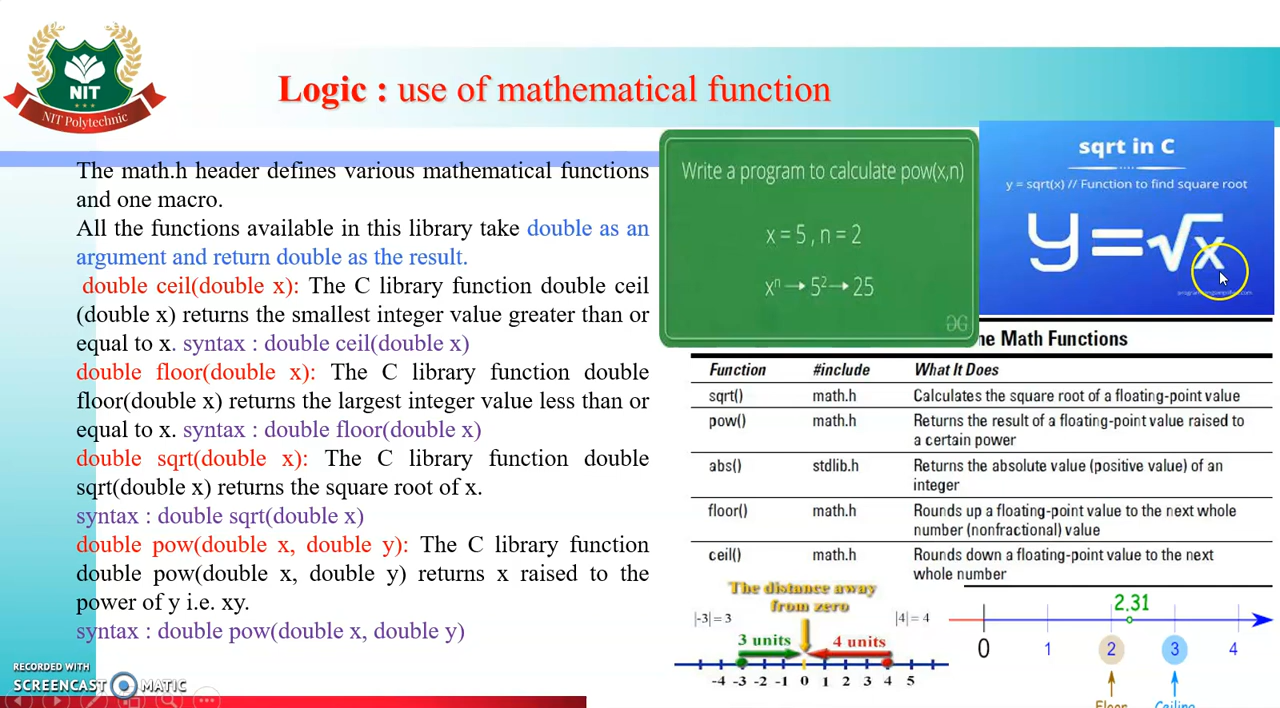 NIT
NIT Polytechnic
Logic : use of mathematical function
The math.h header defines various mathematical functions
and one macro.
All the functions available in this library take double as an
argument and return double as the result.
double ceil(double x): The C library function double ceil
(double x) returns the smallest integer value greater than or
equal to x. syntax : double ceil(double x)
double floor(double x): The C library function double
floor(double x) returns the largest integer value less than or
equal to x. syntax : double floor(double x)
double sqrt(double x): The C library function double
sqrt(double x) returns the square root of x.
syntax : double sqrt(double x)
double pow(double x, double y): The C library function
double pow(double x, double y) returns x raised to the
power of y i.e. xy.
syntax : double pow(double x, double y)
Write a program to calculate pow(x,n)
x = 5 , n = 2
xⁿ → 5² → 25
sqrt in C
y = sqrt(x) // Function to find square root
y=√x
he Math Functions
Function #include What It Does
sqrt() math.h Calculates the square root of a floating-point value
pow() math.h Returns the result of a floating-point value raised to
a certain power
abs() stdlib.h Returns the absolute value (positive value) of an
integer
floor() math.h Rounds up a floating-point value to the next whole
number (nonfractional) value
ceil() math.h Rounds down a floating-point value to the next
whole number
The distance away
from zero
|-3| = 3 |4| = 4
3 units 4 units
-4 -3 -2 -1 0 1 2 3 4 5
2.31
0 1 2 3 4
Floor Ceiling
RECORDED WITH
SCREENCAST MATIC